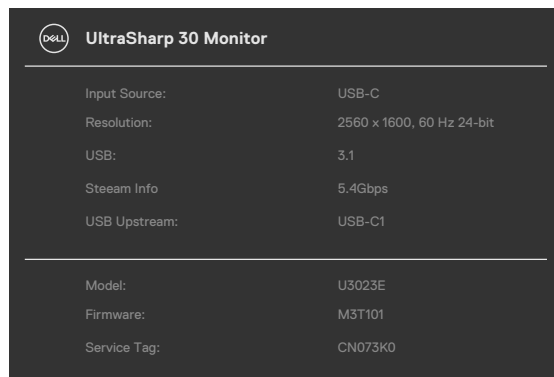 DELL UltraSharp 30 Monitor
Input Source: USB-C
Resolution: 2560 x 1600, 60 Hz 24-bit
USB: 3.1
Steeam Info 5.4Gbps
USB Upstream: USB-C1
Model: U3023E
Firmware: M3T101
Service Tag: CN073K0